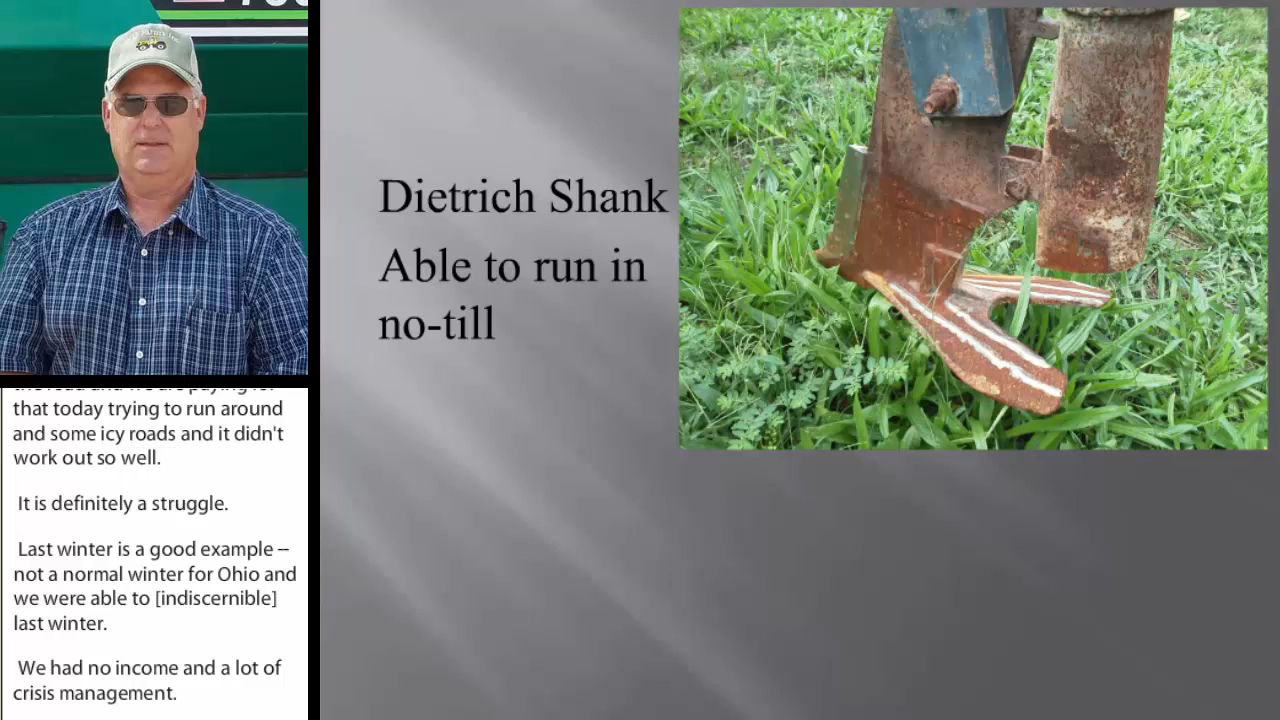 Dietrich Shank
Able to run in
no-till
that today trying to run around
and some icy roads and it didn't
work out so well.
It is definitely a struggle.
Last winter is a good example --
not a normal winter for Ohio and
we were able to [indiscernible]
last winter.
We had no income and a lot of
crisis management.